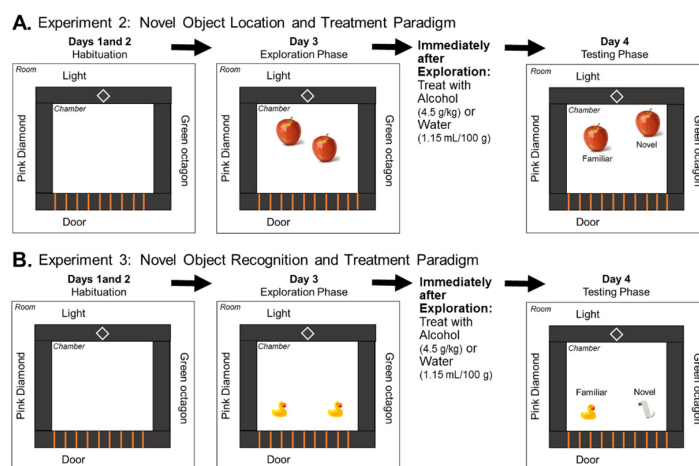 A. Experiment 2: Novel Object Location and Treatment Paradigm
Days 1and 2
Habituation
Day 3
Exploration Phase
Immediately
after
Exploration:
Treat with
Alcohol
(4.5 g/kg) or
Water
(1.15 mL/100 g)
Day 4
Testing Phase
Room
Light
Chamber
Pink Diamond
Green octagon
Door
Room
Light
Chamber
Pink Diamond
Green octagon
Door
Room
Light
Chamber
Familiar
Novel
Pink Diamond
Green octagon
Door
B. Experiment 3: Novel Object Recognition and Treatment Paradigm
Days 1and 2
Habituation
Day 3
Exploration Phase
Immediately
after
Exploration:
Treat with
Alcohol
(4.5 g/kg) or
Water
(1.15 mL/100 g)
Day 4
Testing Phase
Room
Light
Chamber
Pink Diamond
Green octagon
Door
Room
Light
Chamber
Pink Diamond
Green octagon
Door
Room
Light
Chamber
Familiar
Novel
Pink Diamond
Green octagon
Door